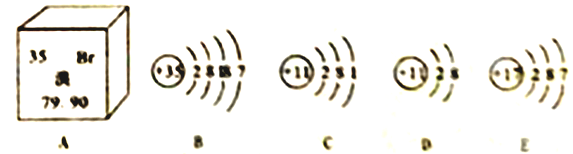 35 Br
溴
79.90
A
+35 2 8 18 7
B
+11 2 8 1
C
+11 2 8
D
+17 2 8 7
E